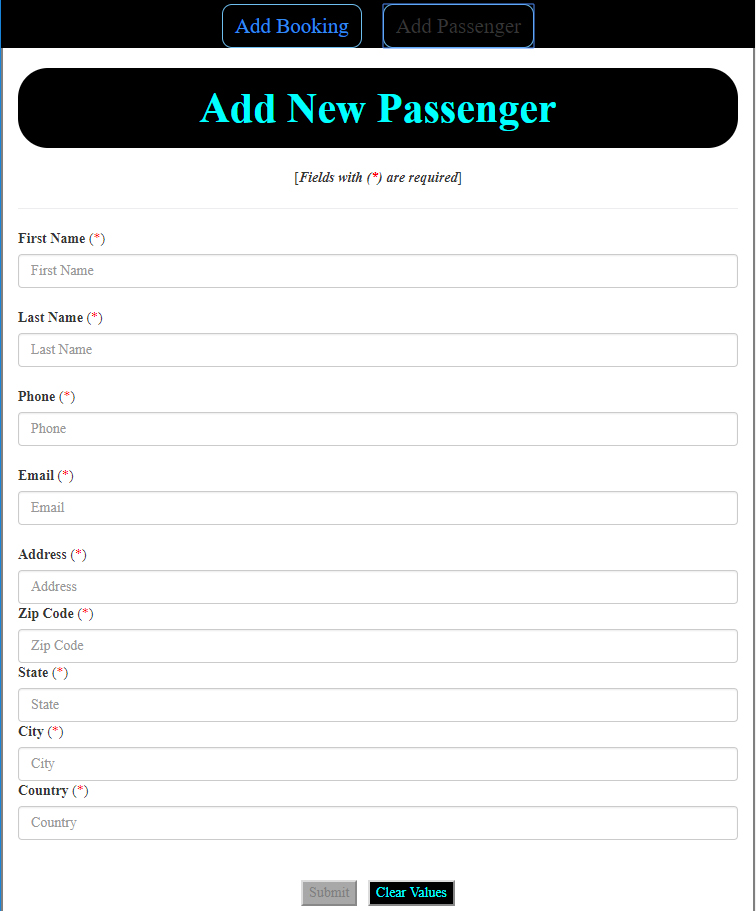 Add Booking Add Passenger
Add New Passenger
[Fields with (*) are required]
First Name (*)
First Name
Last Name (*)
Last Name
Phone (*)
Phone
Email (*)
Email
Address (*)
Address
Zip Code (*)
Zip Code
State (*)
State
City (*)
City
Country (*)
Country
Submit Clear Values